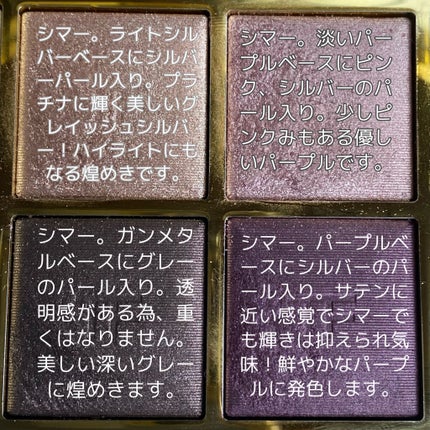 シマー。ライトシル
バーベースにシルバ
ーパール入り。プラ
チナに輝く美しいグ
レイッシュシルバ
ー！ハイライトにも
なる煌めきです。
シマー。淡いパー
プルベースにピン
ク、シルバーのパ
ール入り。少しピ
ンクみもある優し
いパープルです。
シマー。ガンメタ
ルベースにグレー
のパール入り。透
明感がある為、重
くはなりません。
美しい深いグレー
に煌めきます。
シマー。パープルベ
ースにシルバーのパ
ール入り。サテンに
近い感覚でシマーで
も輝きは抑えられ気
味！鮮やかなパープ
ルに発色します。